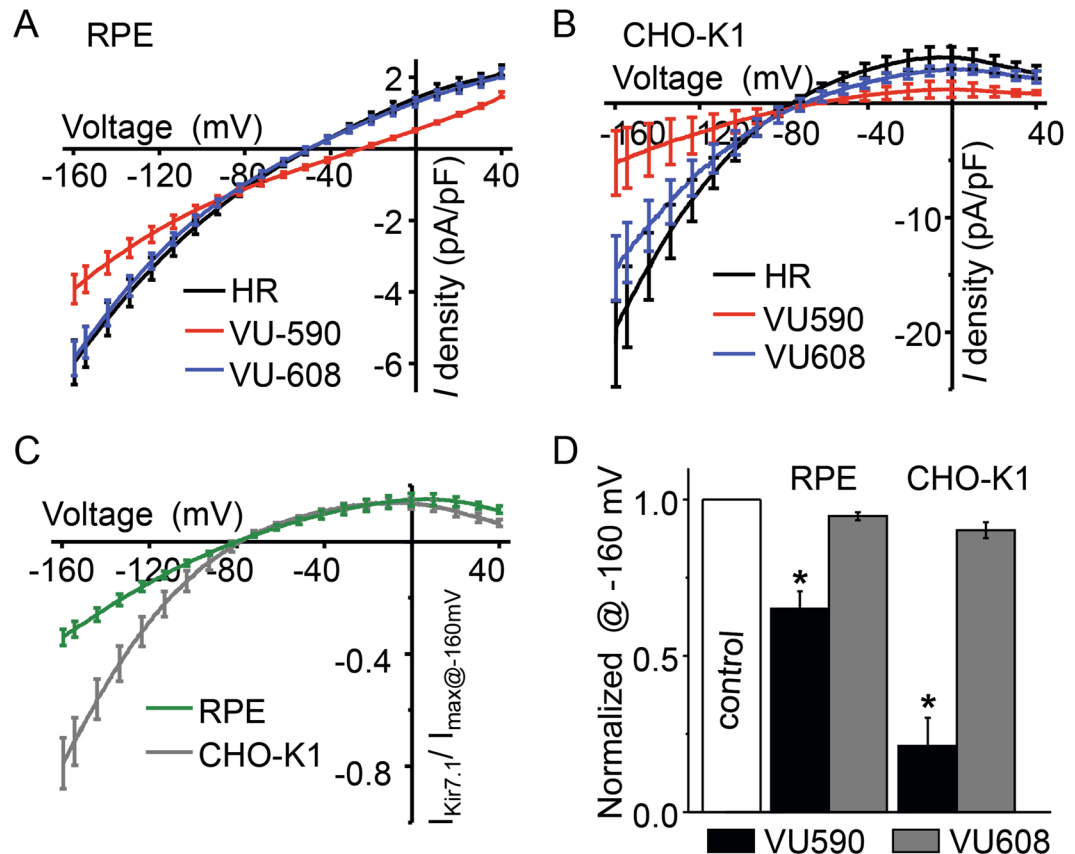 A RPE
2
Voltage (mV)
-160 -120 -80 -40 40
-2
-4
-6
I density (pA/pF)
HR
VU-590
VU-608
B CHO-K1
Voltage (mV)
-160 -120 -80 -40 40
-10
-20
I density (pA/pF)
HR
VU590
VU608
C
Voltage (mV)
-160 -120 -80 -40 40
-0.4
-0.8
IKir7.1/ Imax@-160mV
RPE
CHO-K1
D
RPE CHO-K1
Normalized @ -160 mV
1.0
0.5
0.0
control
*
*
VU590 VU608